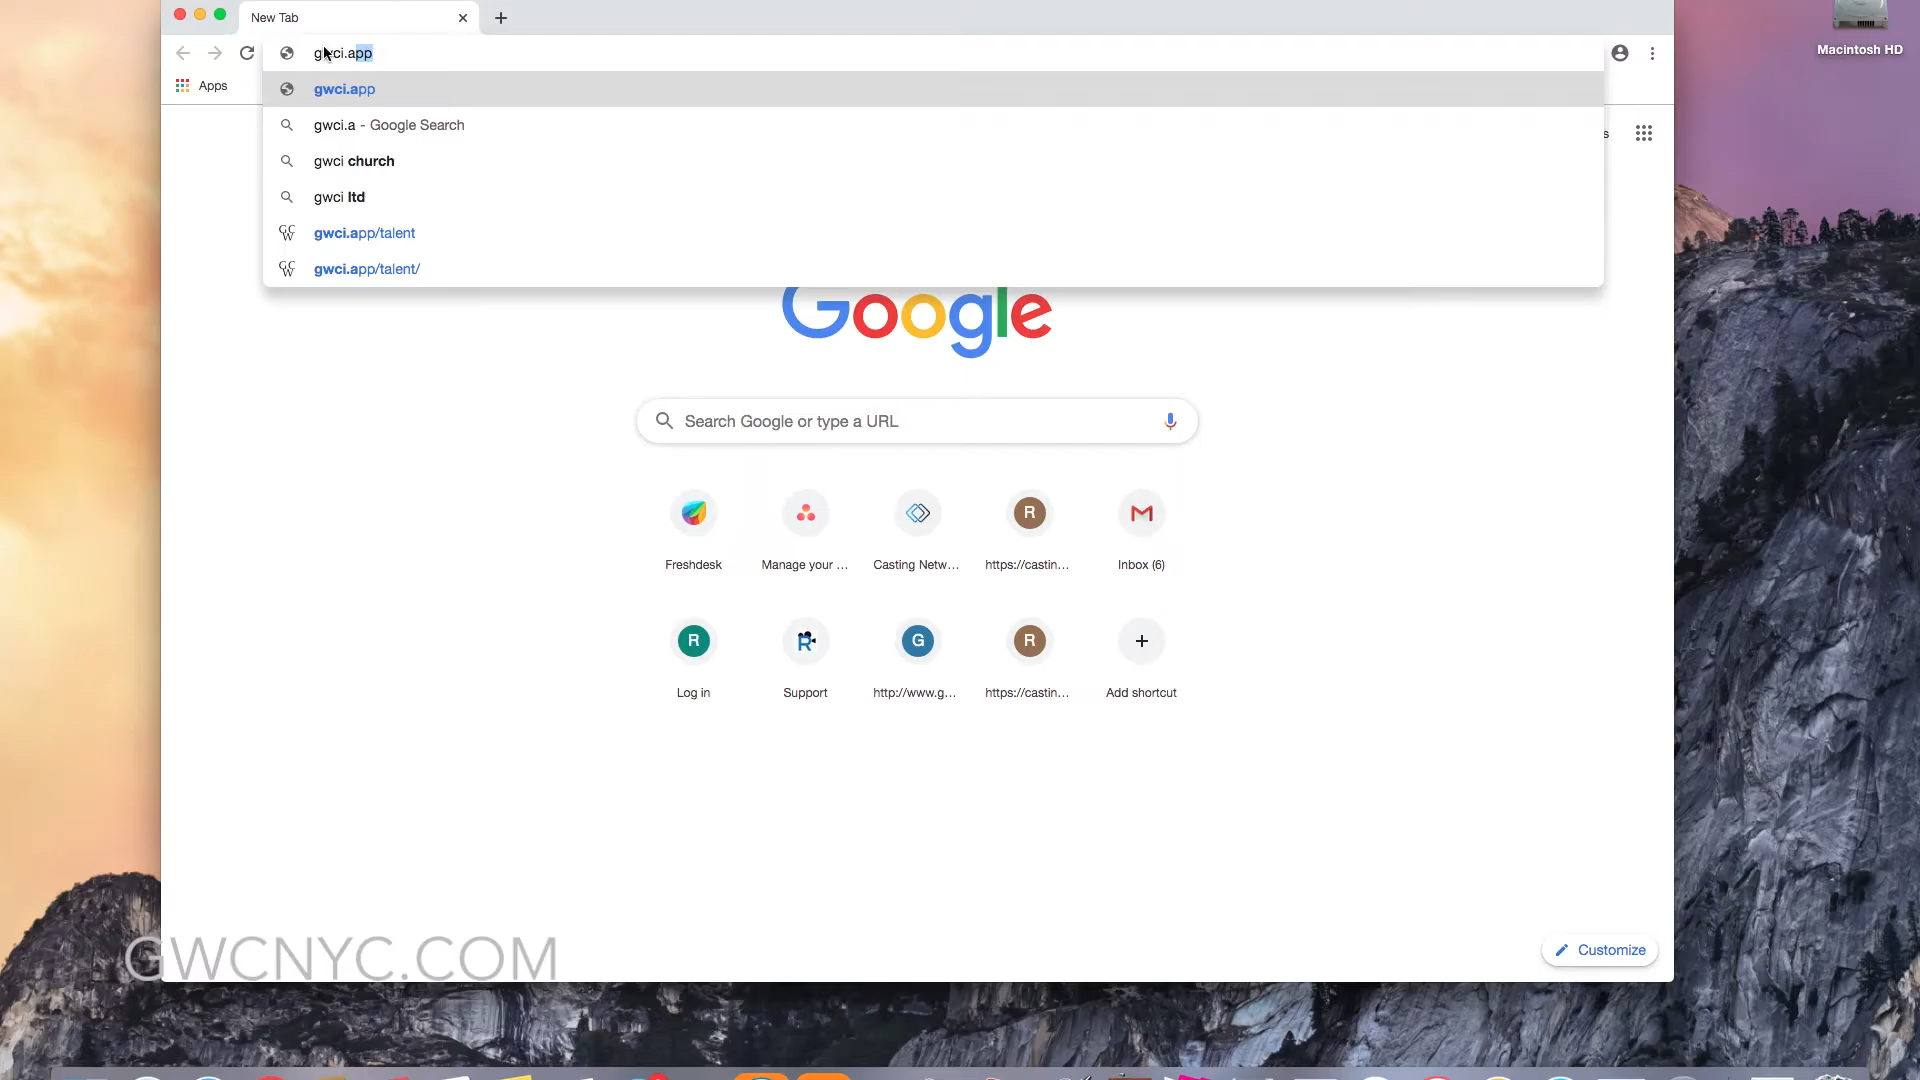 New Tab
Macintosh HD
gwci.app
Apps
gwci.app
gwci.a - Google Search
s
gwci church
gwci ltd
GCW gwci.app/talent
GCW gwci.app/talent/
Google
Search Google or type a URL
R
Freshdesk
Manage your ...
Casting Netw...
https://castin...
Inbox (6)
R
R
G
R
Log in
Support
http://www.g...
https://castin...
Add shortcut
Customize
GWCNYC.COM